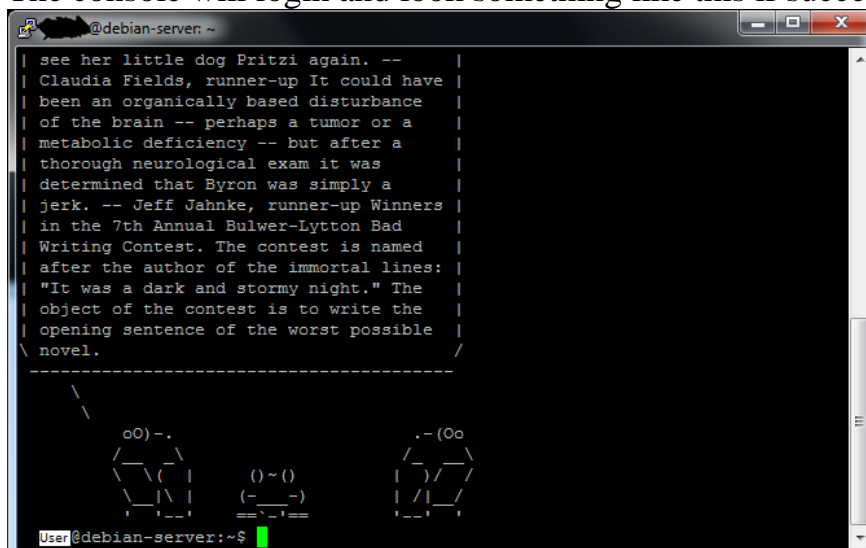 The console will login and look something like this if succe
@debian-server: ~
| see her little dog Pritzi again. -- |
| Claudia Fields, runner-up It could have |
| been an organically based disturbance |
| of the brain -- perhaps a tumor or a |
| metabolic deficiency -- but after a |
| thorough neurological exam it was |
| determined that Byron was simply a |
| jerk. -- Jeff Jahnke, runner-up Winners |
| in the 7th Annual Bulwer-Lytton Bad |
| Writing Contest. The contest is named |
| after the author of the immortal lines: |
| "It was a dark and stormy night." The |
| object of the contest is to write the |
| opening sentence of the worst possible |
\ novel. /
User@debian-server:~$